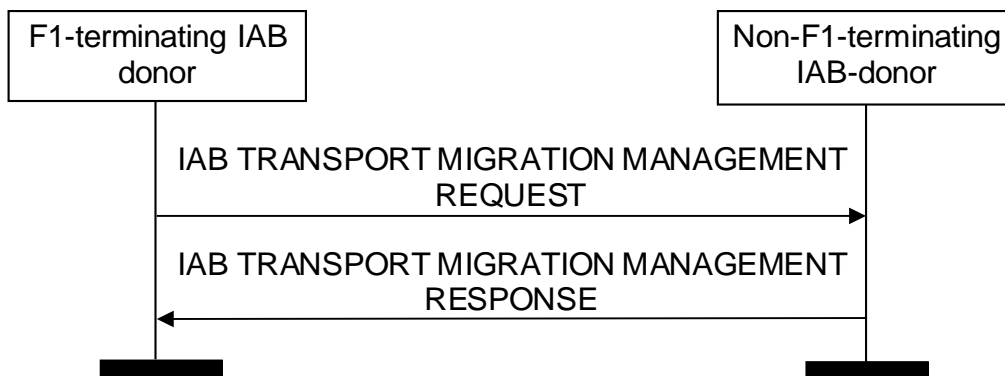 F1-terminating IAB
donor
Non-F1-terminating
IAB-donor
IAB TRANSPORT MIGRATION MANAGEMENT
REQUEST
IAB TRANSPORT MIGRATION MANAGEMENT
RESPONSE